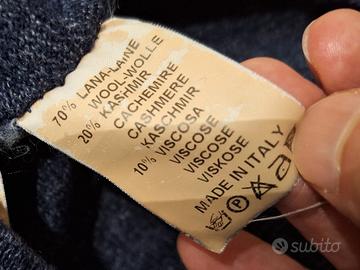 70% LANA-LAINE
WOOL-WOLLE
20% KASHMIR
CACHEMIRE
CASHMERE
KASCHMIR
10% VISCOSA
VISCOSE
VISCOSE
VISKOSE
MADE IN ITALY
subito